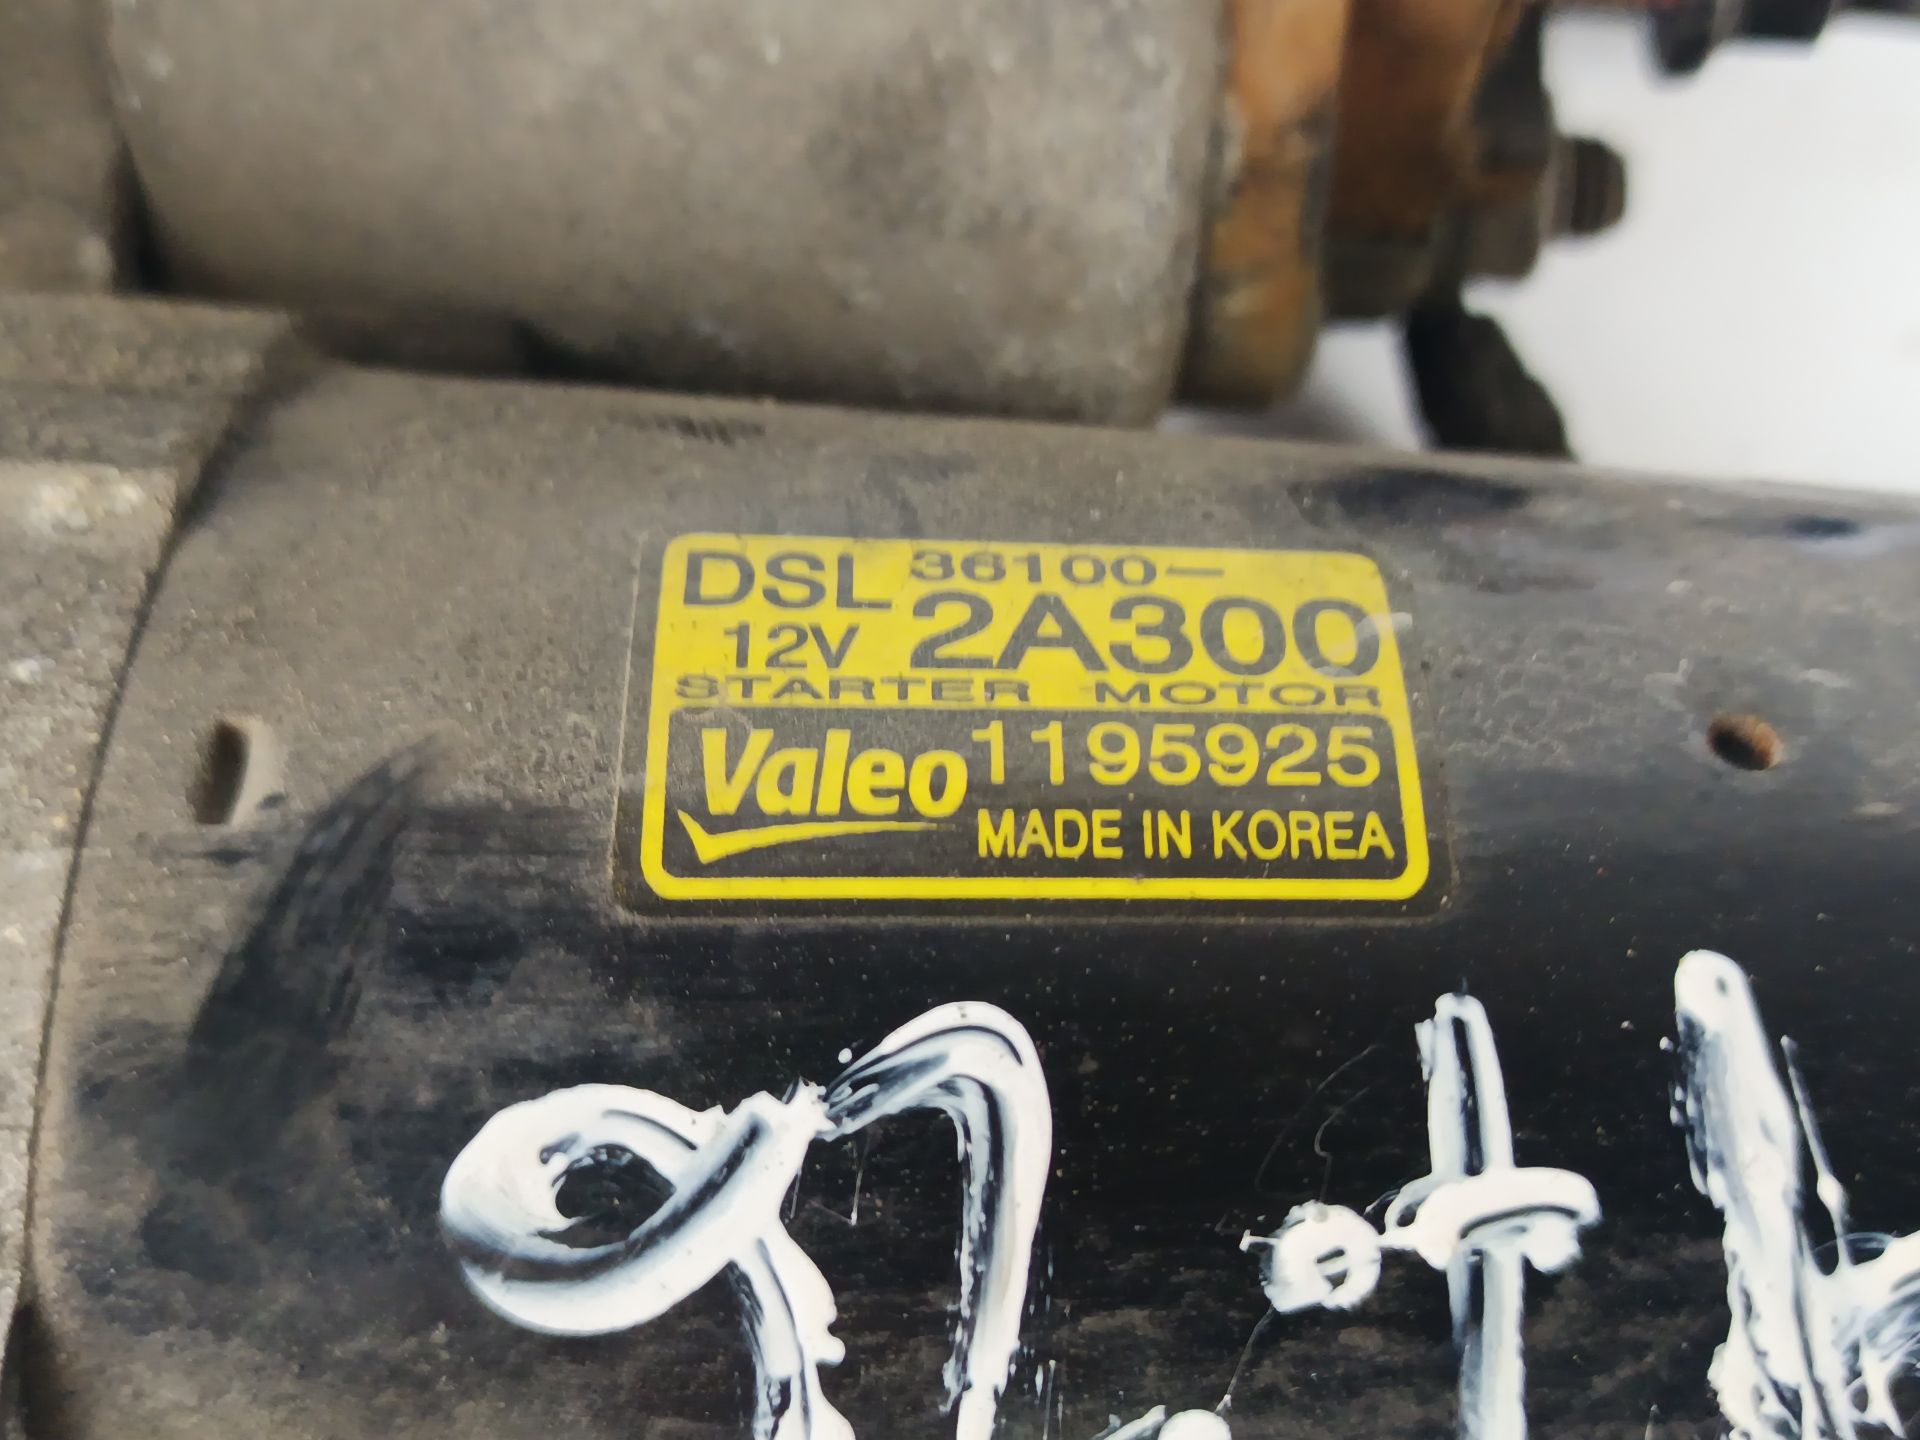 DSL 36100-
12V 2A300
STARTER MOTOR
Valeo 1195925
MADE IN KOREA